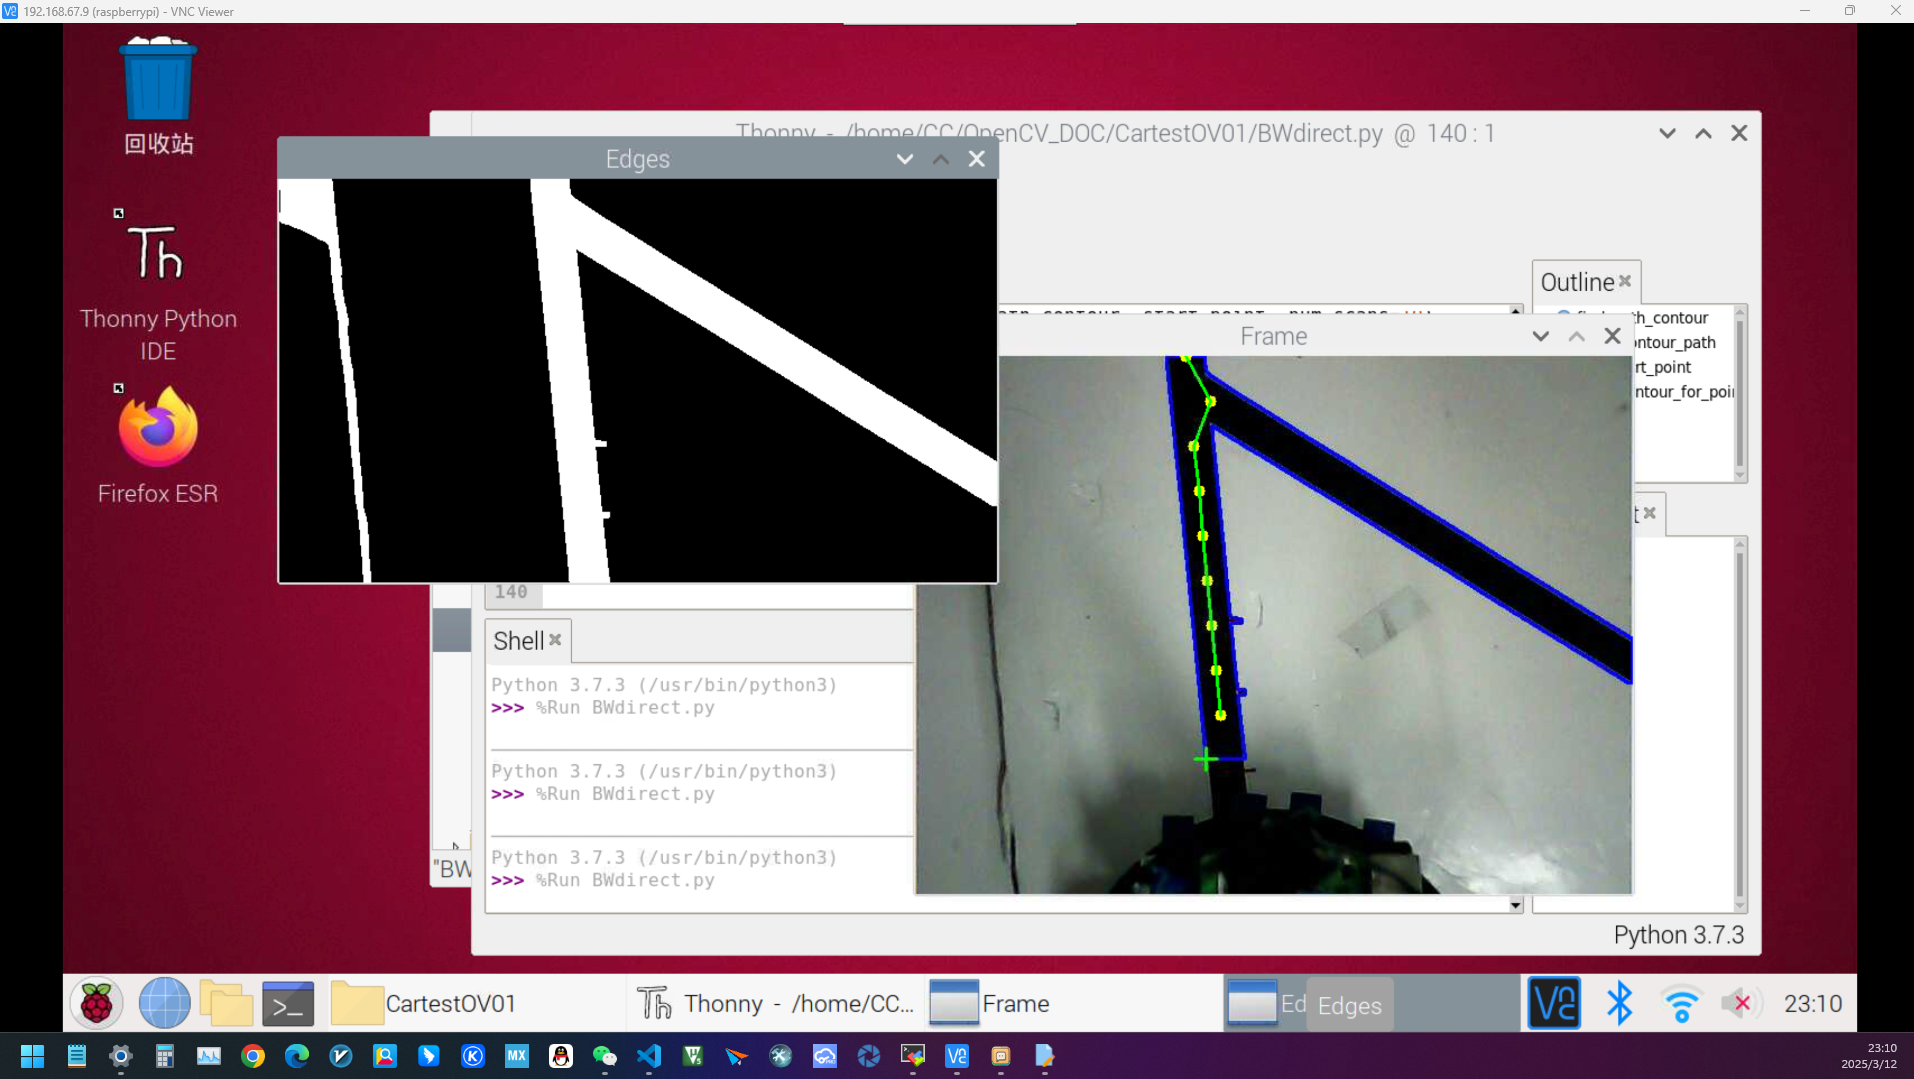 192.168.67.9 (raspberrypi) - VNC Viewer
回收站
Thonny - /home/CC/OpenCV_DOC/CartestOV01/BWdirect.py @ 140 : 1
Edges
Th
Thonny Python
IDE
Outline
th_contour
ontour_path
rt_point
ntour_for_poi
Frame
Firefox ESR
140
Shell
Python 3.7.3 (/usr/bin/python3)
>>> %Run BWdirect.py
Python 3.7.3 (/usr/bin/python3)
>>> %Run BWdirect.py
Python 3.7.3 (/usr/bin/python3)
>>> %Run BWdirect.py
"BW
Python 3.7.3
CartestOV01
Th
Thonny - /home/CC...
Frame
Ed
Edges
23:10
23:10
2025/3/12